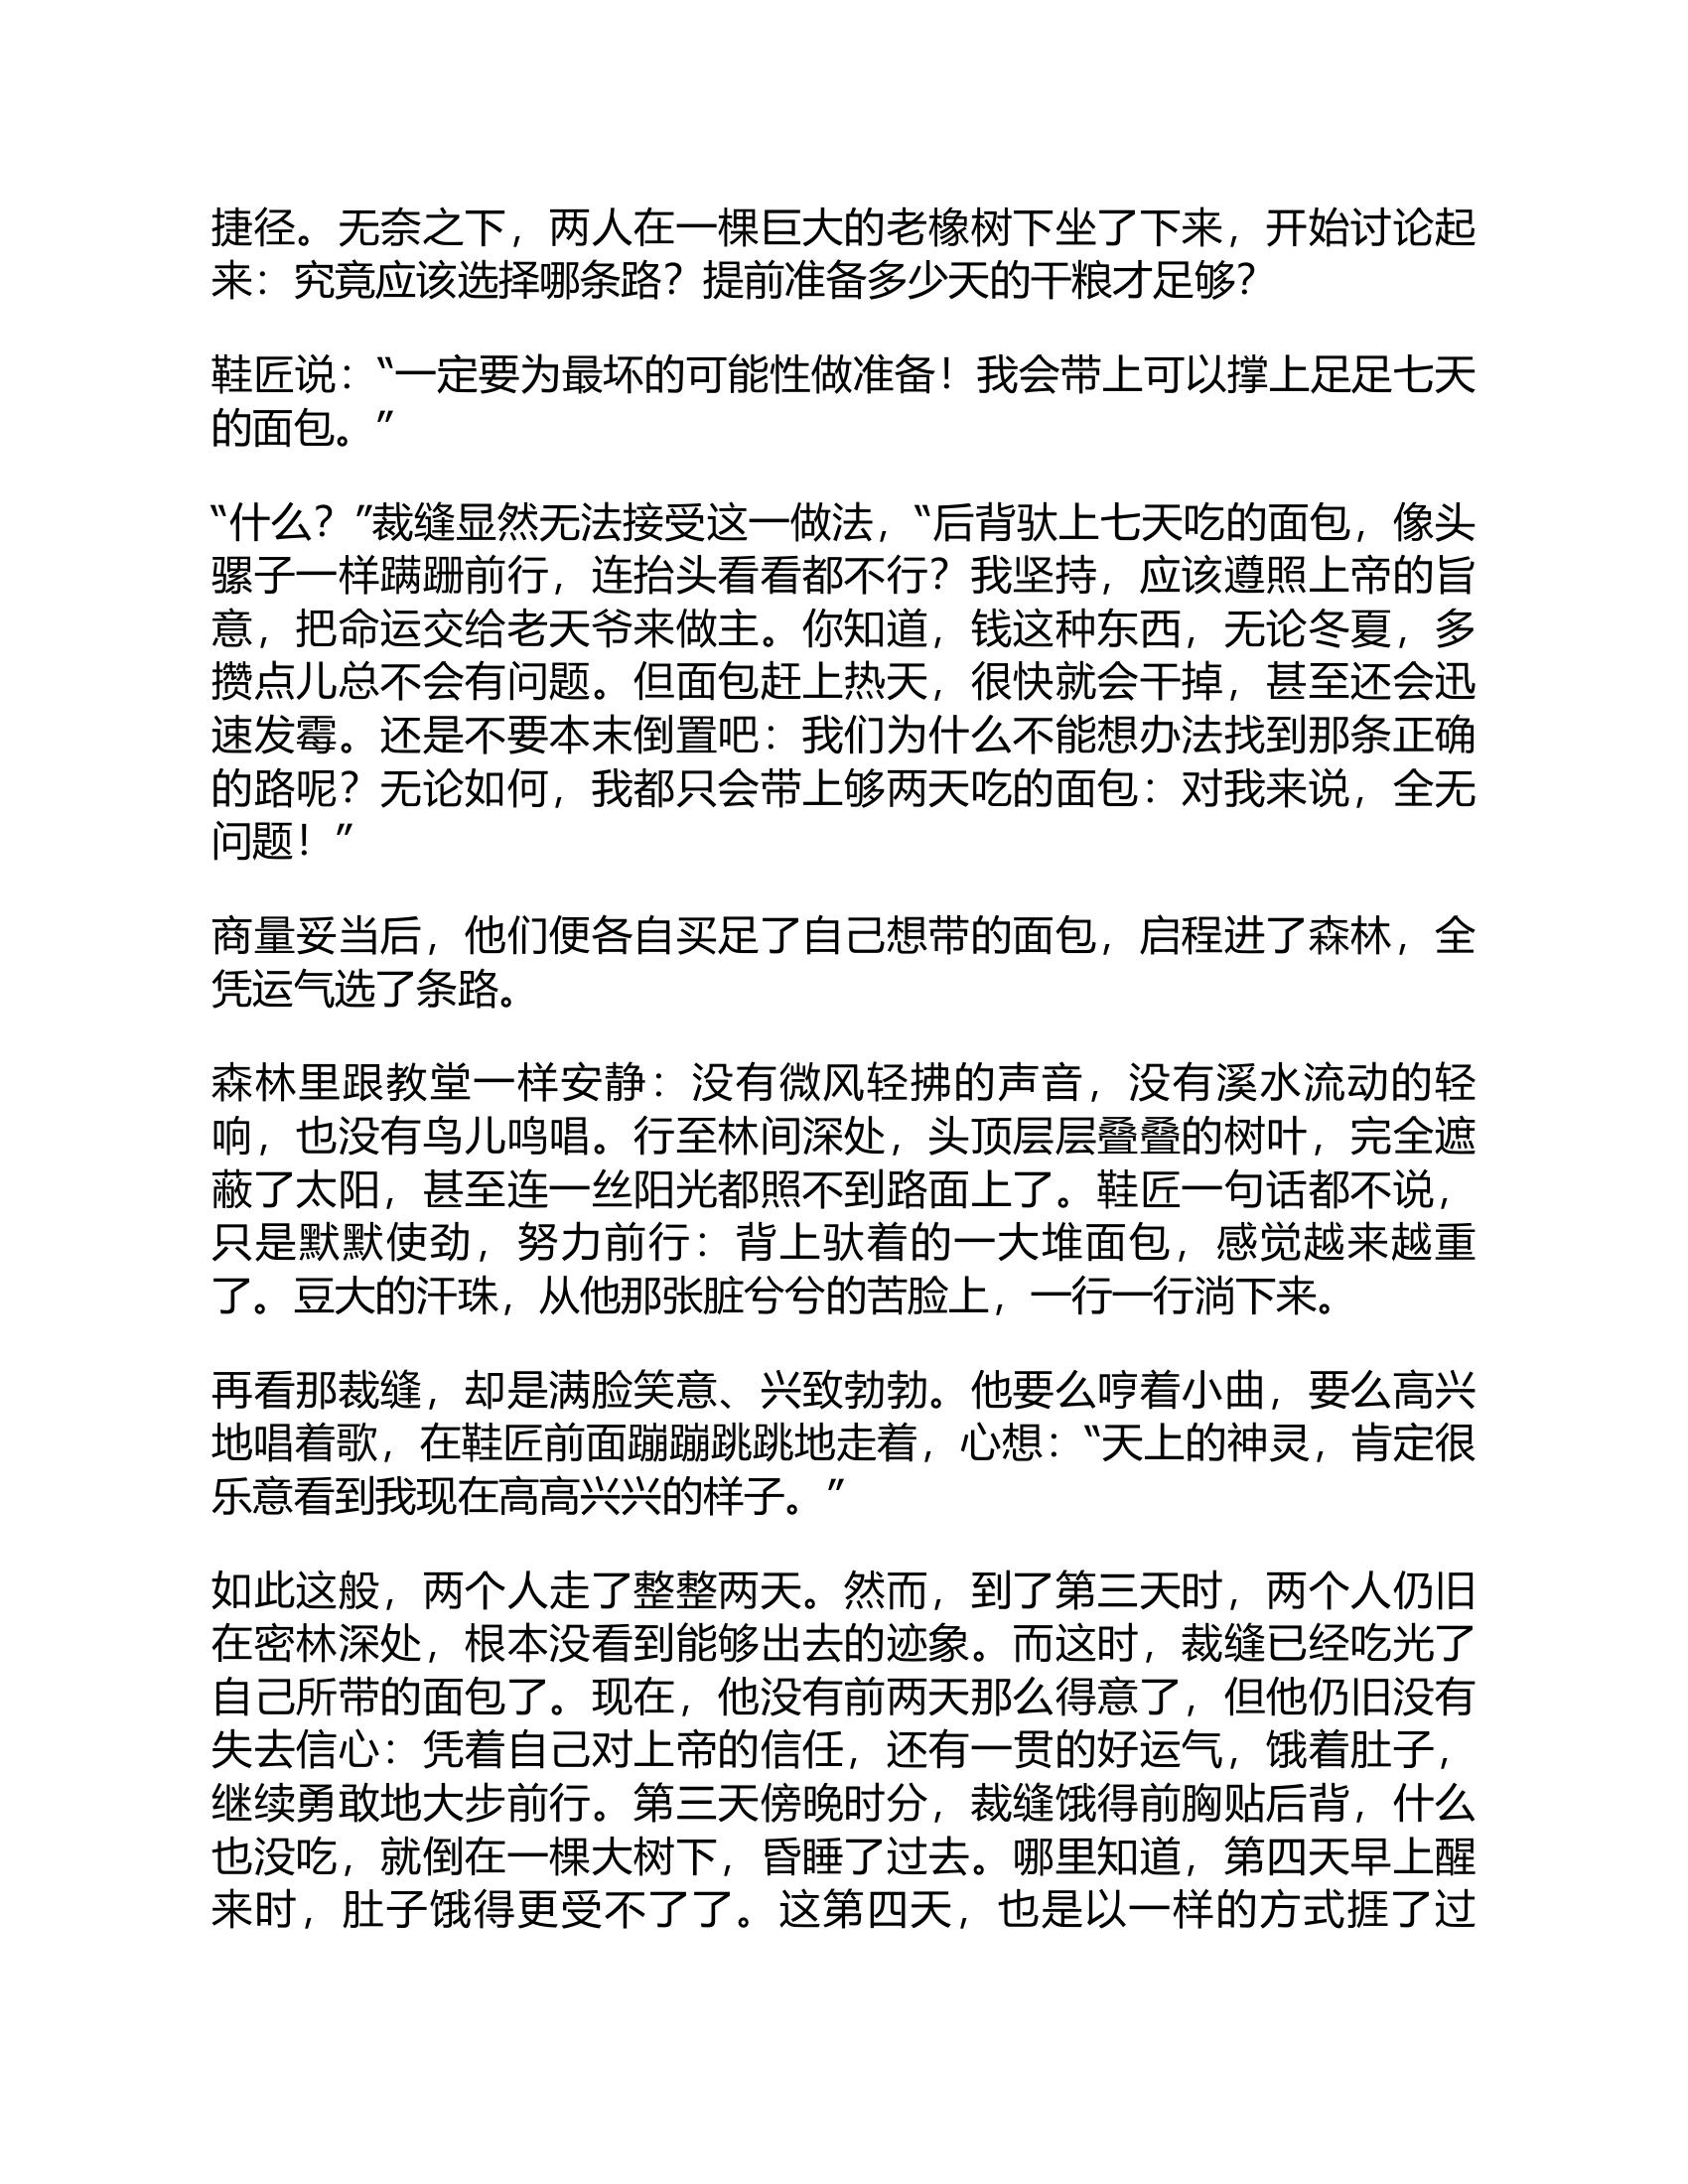 捷径。无奈之下，两人在一棵巨大的老橡树下坐了下来，开始讨论起
来：究竟应该选择哪条路？提前准备多少天的干粮才足够？
鞋匠说：“一定要为最坏的可能性做准备！我会带上可以撑上足足七天
的面包。”
“什么？”裁缝显然无法接受这一做法，“后背驮上七天吃的面包，像头
骡子一样蹒跚前行，连抬头看看都不行？我坚持，应该遵照上帝的旨
意，把命运交给老天爷来做主。你知道，钱这种东西，无论冬夏，多
攒点儿总不会有问题。但面包赶上热天，很快就会干掉，甚至还会迅
速发霉。还是不要本末倒置吧：我们为什么不能想办法找到那条正确
的路呢？无论如何，我都只会带上够两天吃的面包：对我来说，全无
问题！”
商量妥当后，他们便各自买足了自己想带的面包，启程进了森林，全
凭运气选了条路。
森林里跟教堂一样安静：没有微风轻拂的声音，没有溪水流动的轻
响，也没有鸟儿鸣唱。行至林间深处，头顶层层叠叠的树叶，完全遮
蔽了太阳，甚至连一丝阳光都照不到路面上了。鞋匠一句话都不说，
只是默默使劲，努力前行：背上驮着的一大堆面包，感觉越来越重
了。豆大的汗珠，从他那张脏兮兮的苦脸上，一行一行淌下来。
再看那裁缝，却是满脸笑意、兴致勃勃。他要么哼着小曲，要么高兴
地唱着歌，在鞋匠前面蹦蹦跳跳地走着，心想：“天上的神灵，肯定很
乐意看到我现在高高兴兴的样子。”
如此这般，两个人走了整整两天。然而，到了第三天时，两个人仍旧
在密林深处，根本没看到能够出去的迹象。而这时，裁缝已经吃光了
自己所带的面包了。现在，他没有前两天那么得意了，但他仍旧没有
失去信心：凭着自己对上帝的信任，还有一贯的好运气，饿着肚子，
继续勇敢地大步前行。第三天傍晚时分，裁缝饿得前胸贴后背，什么
也没吃，就倒在一棵大树下，昏睡了过去。哪里知道，第四天早上醒
来时，肚子饿得更受不了了。这第四天，也是以一样的方式捱了过